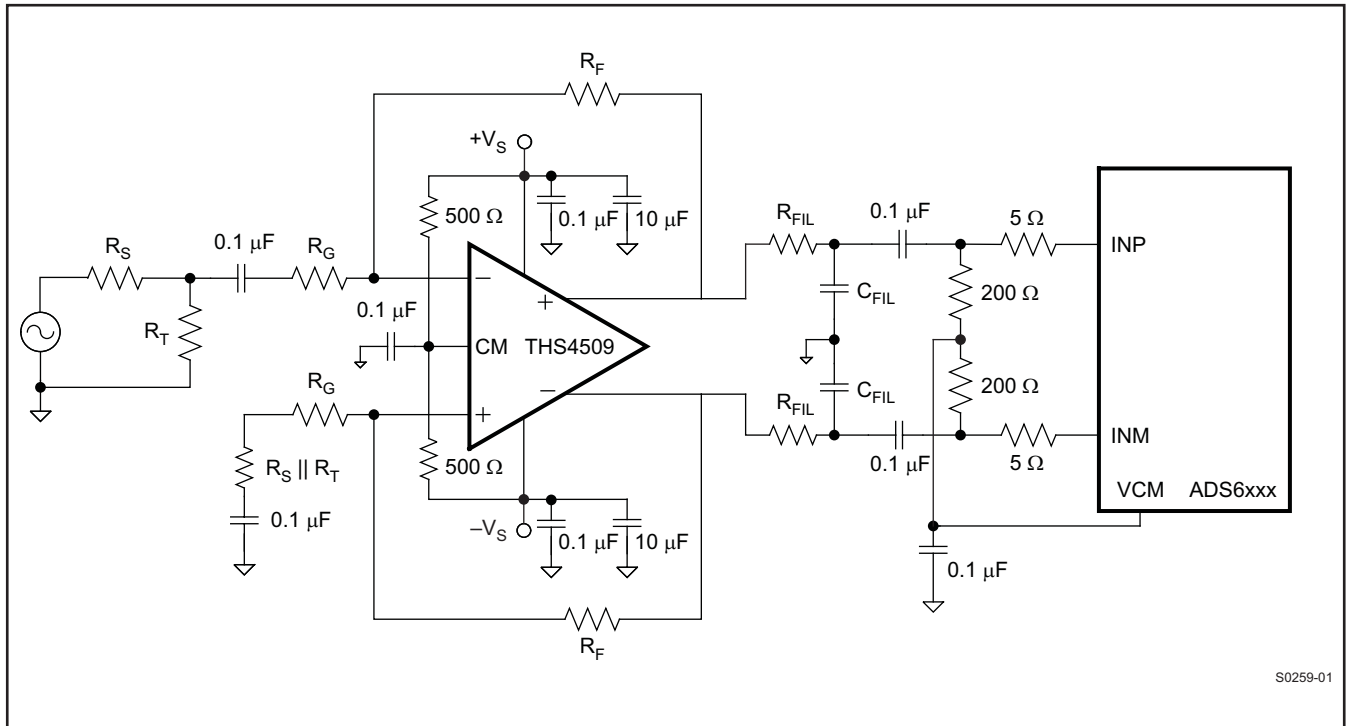 R_F
+V_S
500 Ω
0.1 µF
10 µF
R_FIL
0.1 µF
5 Ω
R_S
0.1 µF
R_G
INP
−
+
C_FIL
200 Ω
R_T
0.1 µF
CM
THS4509
R_G
−
C_FIL
200 Ω
+
R_FIL
INM
R_S || R_T
500 Ω
0.1 µF
5 Ω
VCM
ADS6xxx
0.1 µF
−V_S
0.1 µF
10 µF
0.1 µF
R_F
S0259-01